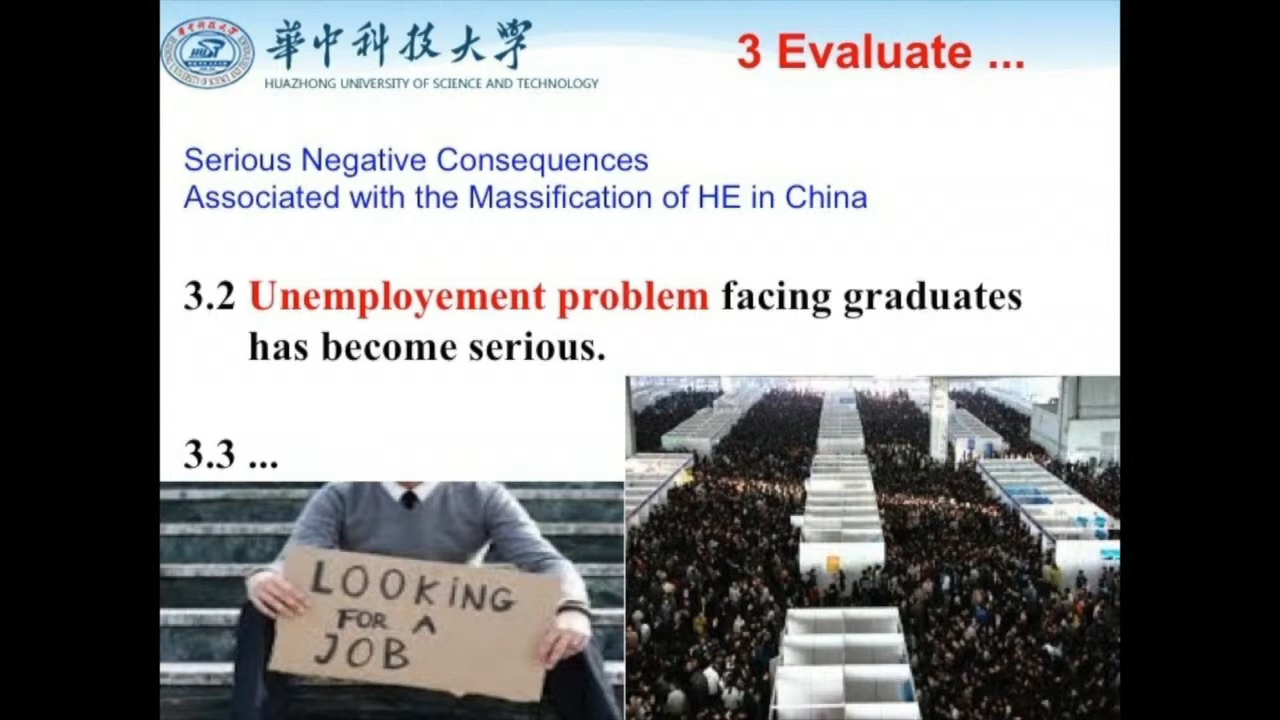 華中科技大學
HUAZHONG UNIVERSITY OF SCIENCE AND TECHNOLOGY
3 Evaluate ...
Serious Negative Consequences
Associated with the Massification of HE in China
3.2 Unemployement problem facing graduates
has become serious.
3.3 ...
LOOKiNG
FOR A
JOB